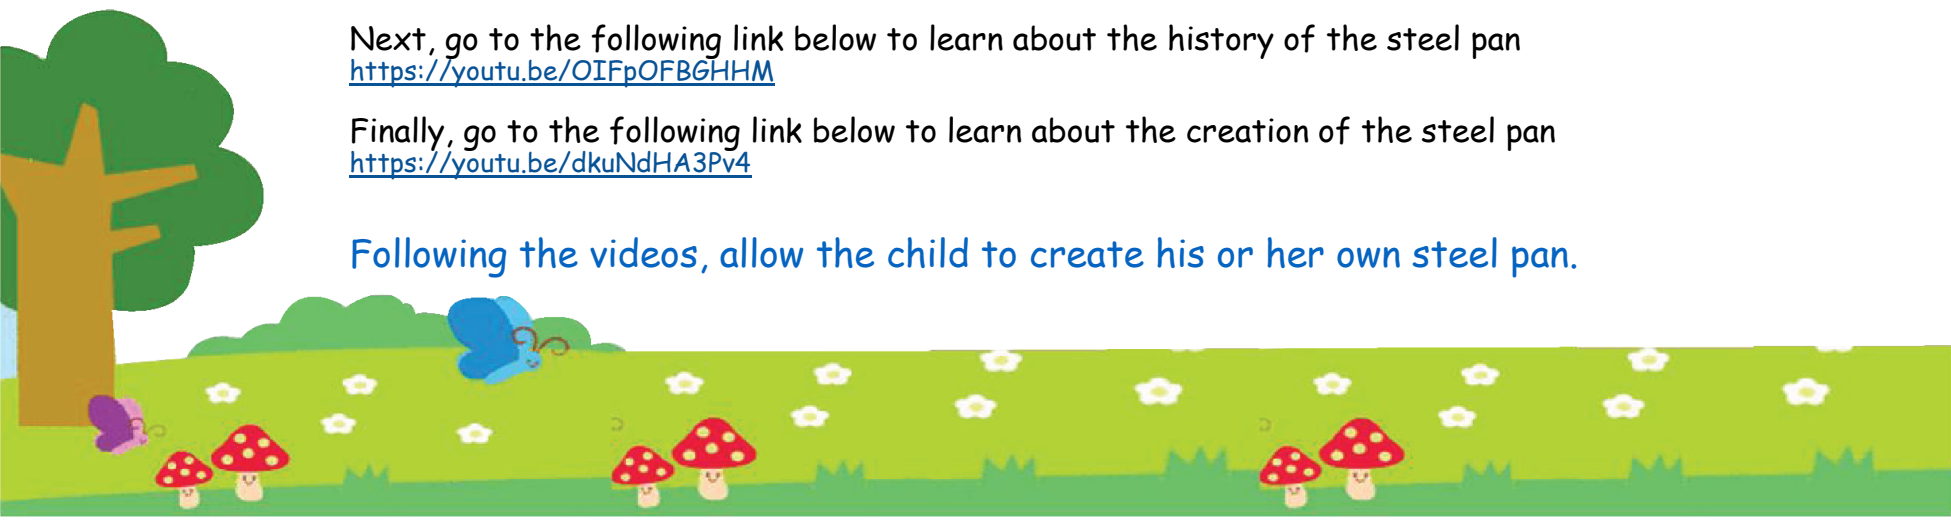 Next, go to the following link below to learn about the history of the steel pan
https://youtu.be/OIFpOFBGHHM
Finally, go to the following link below to learn about the creation of the steel pan
https://youtu.be/dkuNdHA3Pv4
Following the videos, allow the child to create his or her own steel pan.